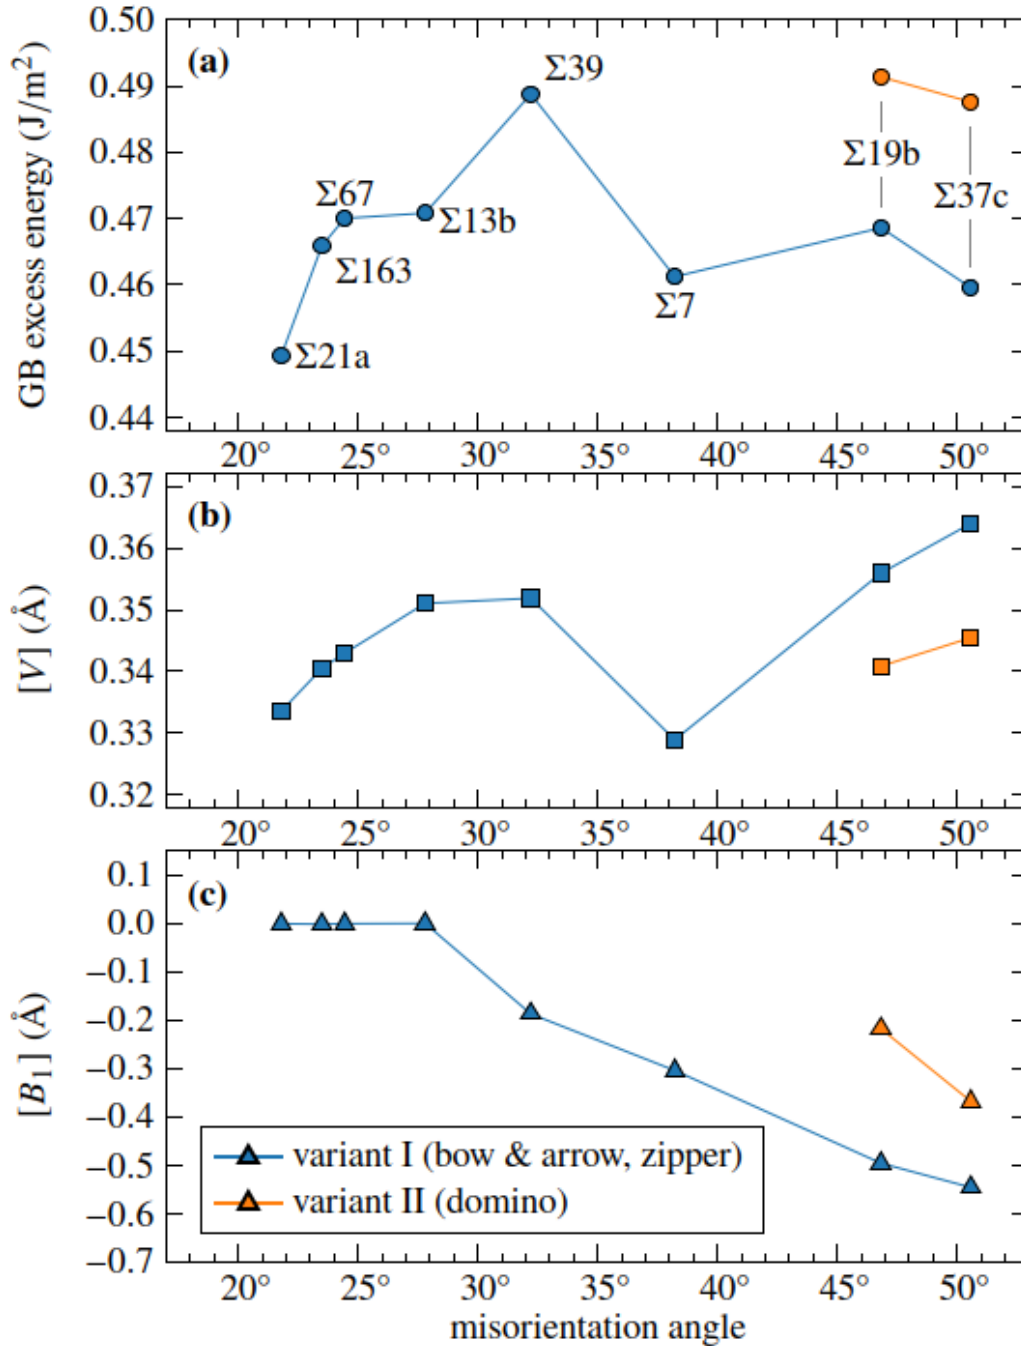 GB excess energy (J/m²)
0.50
0.49
0.48
0.47
0.46
0.45
0.44
(a)
Σ39
Σ67
Σ13b
Σ163
Σ21a
Σ7
Σ19b
Σ37c
20° 25° 30° 35° 40° 45° 50°
[V] (Å)
0.37
0.36
0.35
0.34
0.33
0.32
(b)
20° 25° 30° 35° 40° 45° 50°
[B₁] (Å)
0.1
0.0
−0.1
−0.2
−0.3
−0.4
−0.5
−0.6
−0.7
(c)
variant I (bow & arrow, zipper)
variant II (domino)
20° 25° 30° 35° 40° 45° 50°
misorientation angle